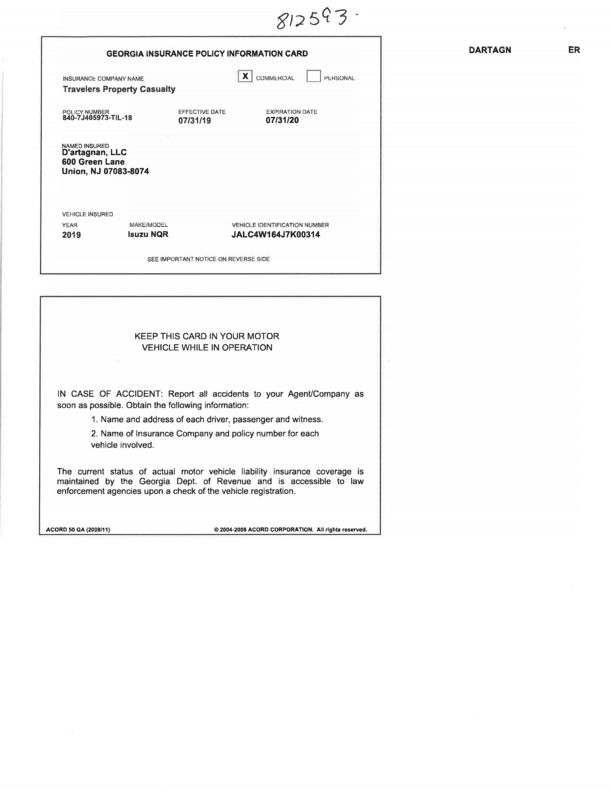 812593.
DARTAGN ER
GEORGIA INSURANCE POLICY INFORMATION CARD
INSURANCE COMPANY NAME X COMMERCIAL PERSONAL
Travelers Property Casualty
POLICY NUMBER EFFECTIVE DATE EXPIRATION DATE
840-7J405973-TIL-18 07/31/19 07/31/20
NAMED INSURED
D'artagnan, LLC
600 Green Lane
Union, NJ 07083-8074
VEHICLE INSURED
YEAR MAKE/MODEL VEHICLE IDENTIFICATION NUMBER
2019 Isuzu NQR JALC4W164J7K00314
SEE IMPORTANT NOTICE ON REVERSE SIDE
KEEP THIS CARD IN YOUR MOTOR
VEHICLE WHILE IN OPERATION
IN CASE OF ACCIDENT: Report all accidents to your Agent/Company as
soon as possible. Obtain the following information:
1. Name and address of each driver, passenger and witness.
2. Name of Insurance Company and policy number for each
vehicle involved.
The current status of actual motor vehicle liability insurance coverage is
maintained by the Georgia Dept. of Revenue and is accessible to law
enforcement agencies upon a check of the vehicle registration.
ACORD 50 GA (2008/11) © 2004-2008 ACORD CORPORATION. All rights reserved.